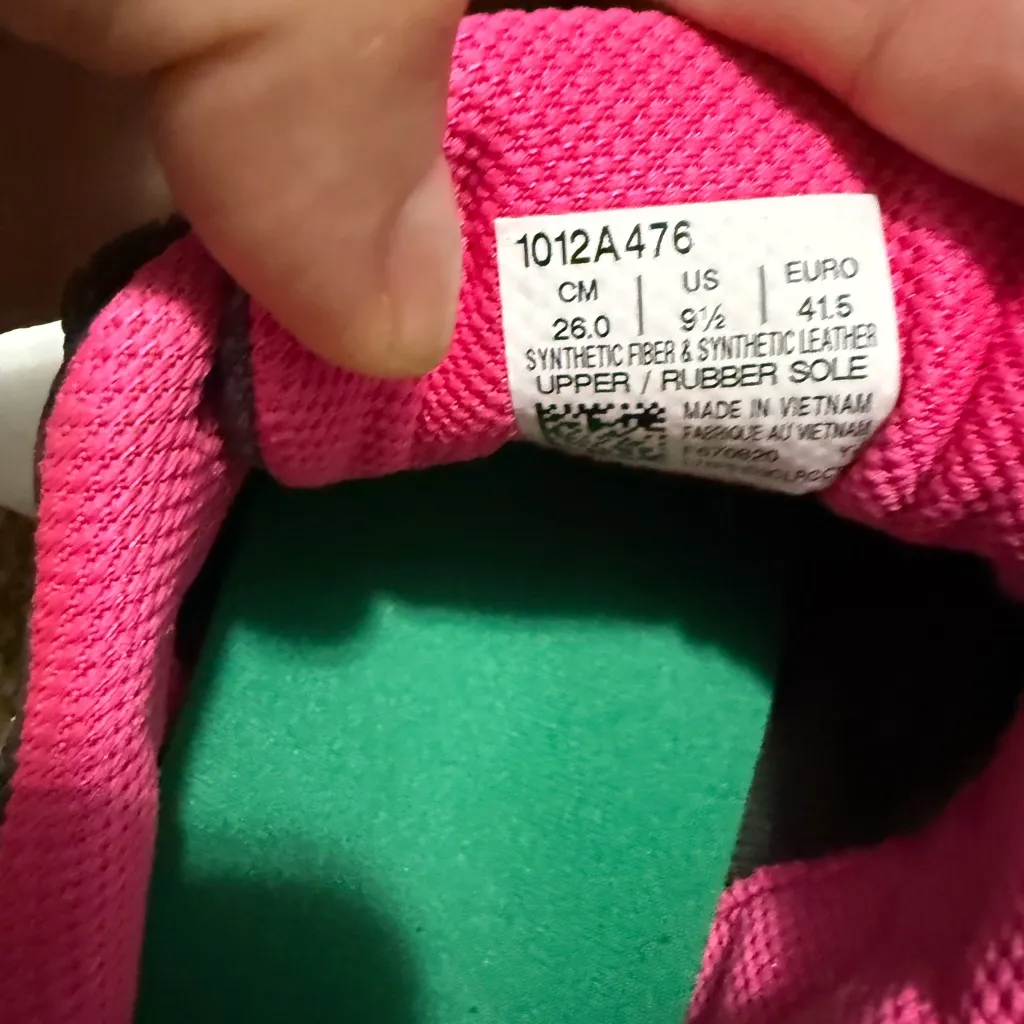 1012A476
CM | US | EURO
26.0 | 9½ | 41.5
SYNTHETIC FIBER & SYNTHETIC LEATHER
UPPER / RUBBER SOLE
MADE IN VIETNAM
FABRIQUE AU VIETNAM